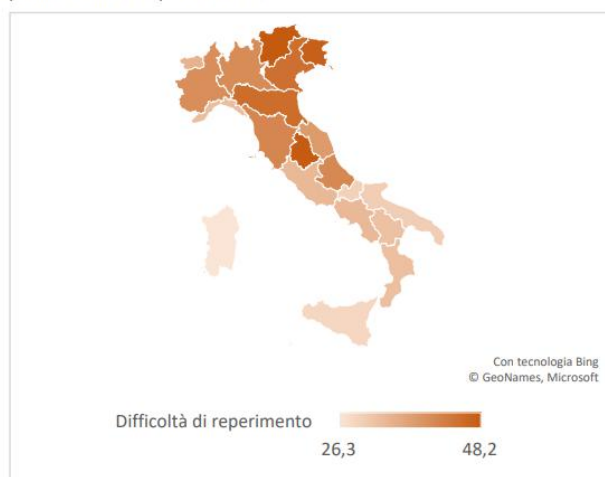 Con tecnologia Bing
© GeoNames, Microsoft
Difficoltà di reperimento
26,3
48,2